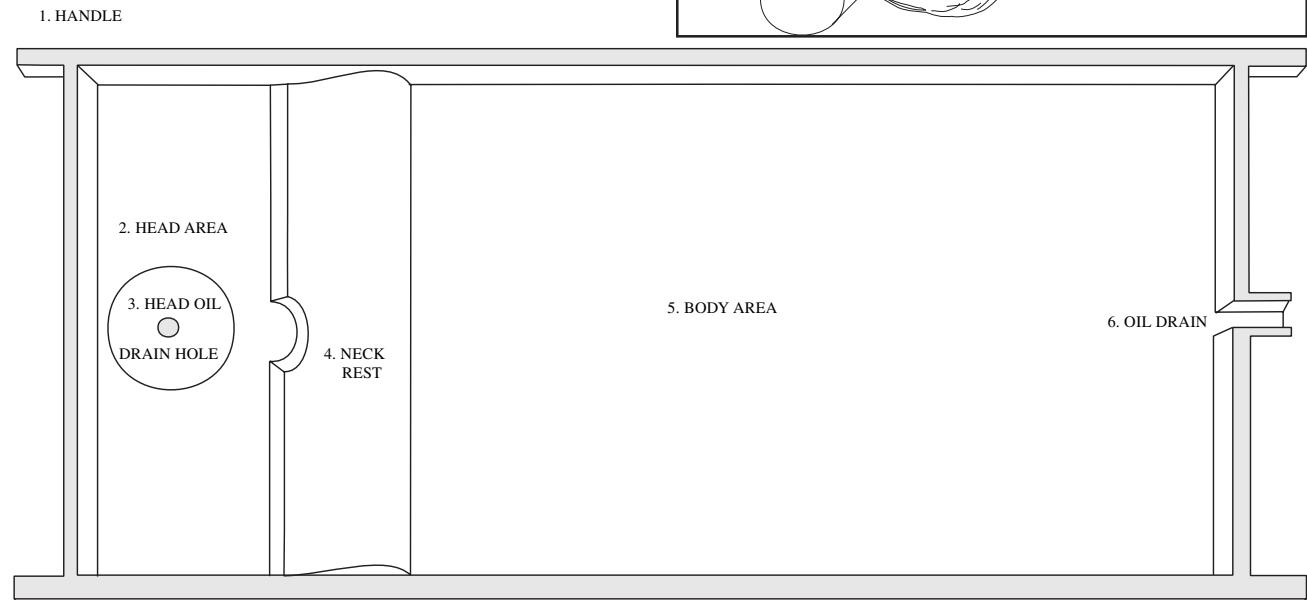 1. HANDLE
2. HEAD AREA
3. HEAD OIL
DRAIN HOLE
4. NECK
REST
5. BODY AREA
6. OIL DRAIN